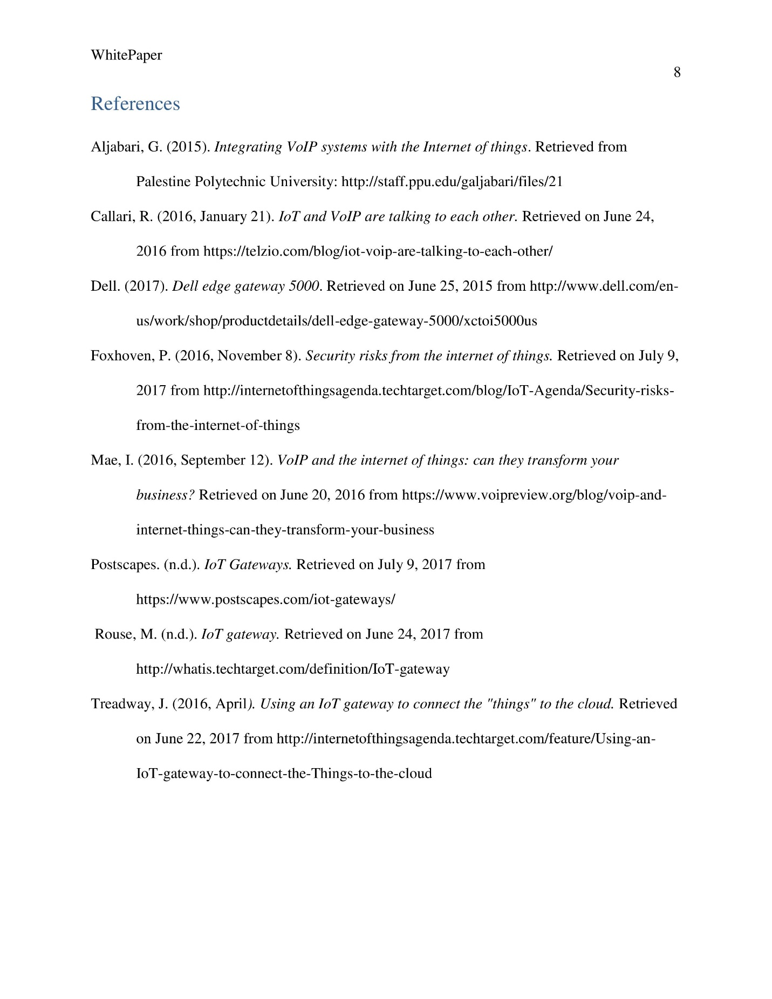 WhitePaper
8
References
Aljabari, G. (2015). Integrating VoIP systems with the Internet of things. Retrieved from
Palestine Polytechnic University: http://staff.ppu.edu/galjabari/files/21
Callari, R. (2016, January 21). IoT and VoIP are talking to each other. Retrieved on June 24,
2016 from https://telzio.com/blog/iot-voip-are-talking-to-each-other/
Dell. (2017). Dell edge gateway 5000. Retrieved on June 25, 2015 from http://www.dell.com/en-
us/work/shop/productdetails/dell-edge-gateway-5000/xctoi5000us
Foxhoven, P. (2016, November 8). Security risks from the internet of things. Retrieved on July 9,
2017 from http://internetofthingsagenda.techtarget.com/blog/IoT-Agenda/Security-risks-
from-the-internet-of-things
Mae, I. (2016, September 12). VoIP and the internet of things: can they transform your
business? Retrieved on June 20, 2016 from https://www.voipreview.org/blog/voip-and-
internet-things-can-they-transform-your-business
Postscapes. (n.d.). IoT Gateways. Retrieved on July 9, 2017 from
https://www.postscapes.com/iot-gateways/
Rouse, M. (n.d.). IoT gateway. Retrieved on June 24, 2017 from
http://whatis.techtarget.com/definition/IoT-gateway
Treadway, J. (2016, April). Using an IoT gateway to connect the "things" to the cloud. Retrieved
on June 22, 2017 from http://internetofthingsagenda.techtarget.com/feature/Using-an-
IoT-gateway-to-connect-the-Things-to-the-cloud